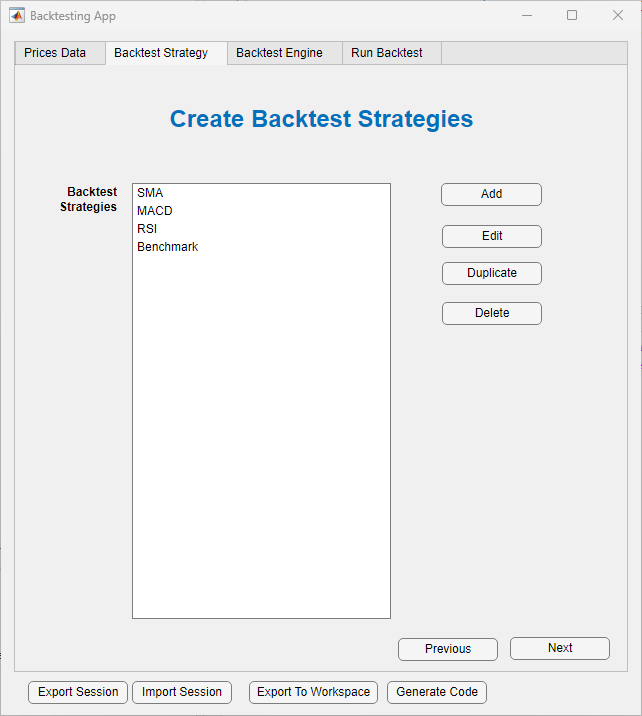 Backtesting App
Prices Data
Backtest Strategy
Backtest Engine
Run Backtest
Create Backtest Strategies
Backtest
Strategies
SMA
MACD
RSI
Benchmark
Add
Edit
Duplicate
Delete
Previous
Next
Export Session
Import Session
Export To Workspace
Generate Code